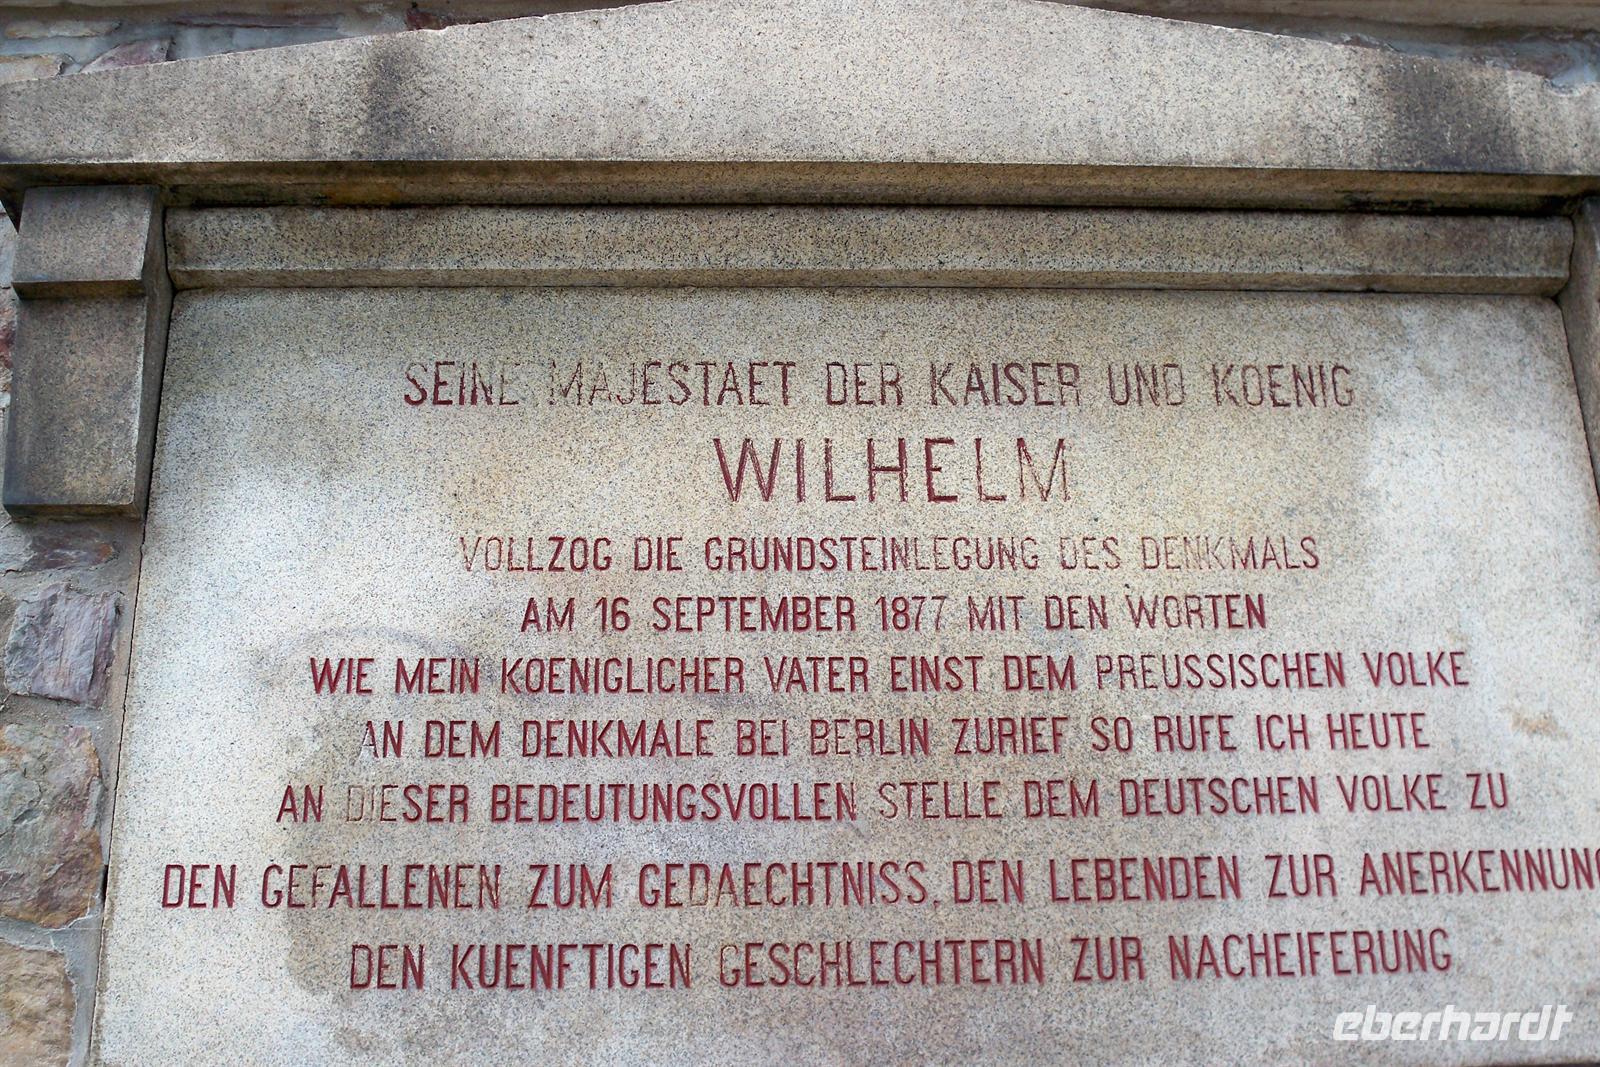 SEINE MAJESTAET DER KAISER UND KOENIG
WILHELM
VOLLZOG DIE GRUNDSTEINLEGUNG DES DENKMALS
AM 16 SEPTEMBER 1877 MIT DEN WORTEN
WIE MEIN KOENIGLICHER VATER EINST DEM PREUSSISCHEN VOLKE
AN DEM DENKMALE BEI BERLIN ZURIEF SO RUFE ICH HEUTE
AN DIESER BEDEUTUNGSVOLLEN STELLE DEM DEUTSCHEN VOLKE ZU
DEN GEFALLENEN ZUM GEDAECHTNISS, DEN LEBENDEN ZUR ANERKENNUNG
DEN KUENFTIGEN GESCHLECHTERN ZUR NACHEIFERUNG
eberhardt